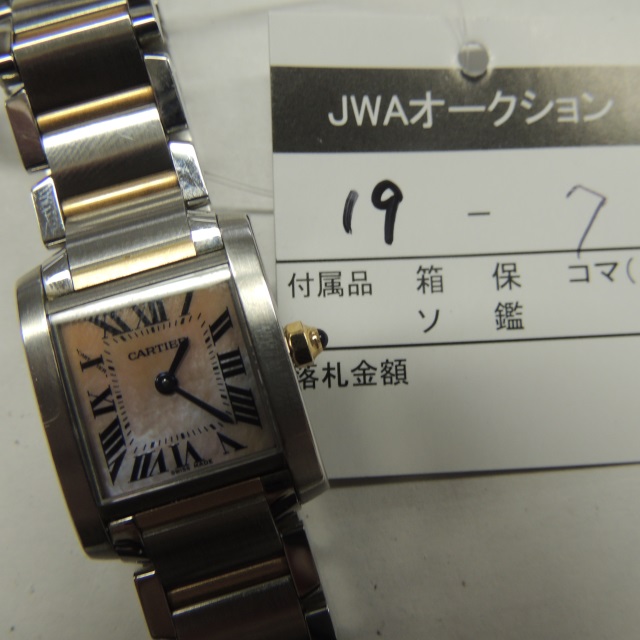 JWAオークション
19 - 7
付属品 箱 保 コマ(
ソ 鑑
落札金額
CARTIER